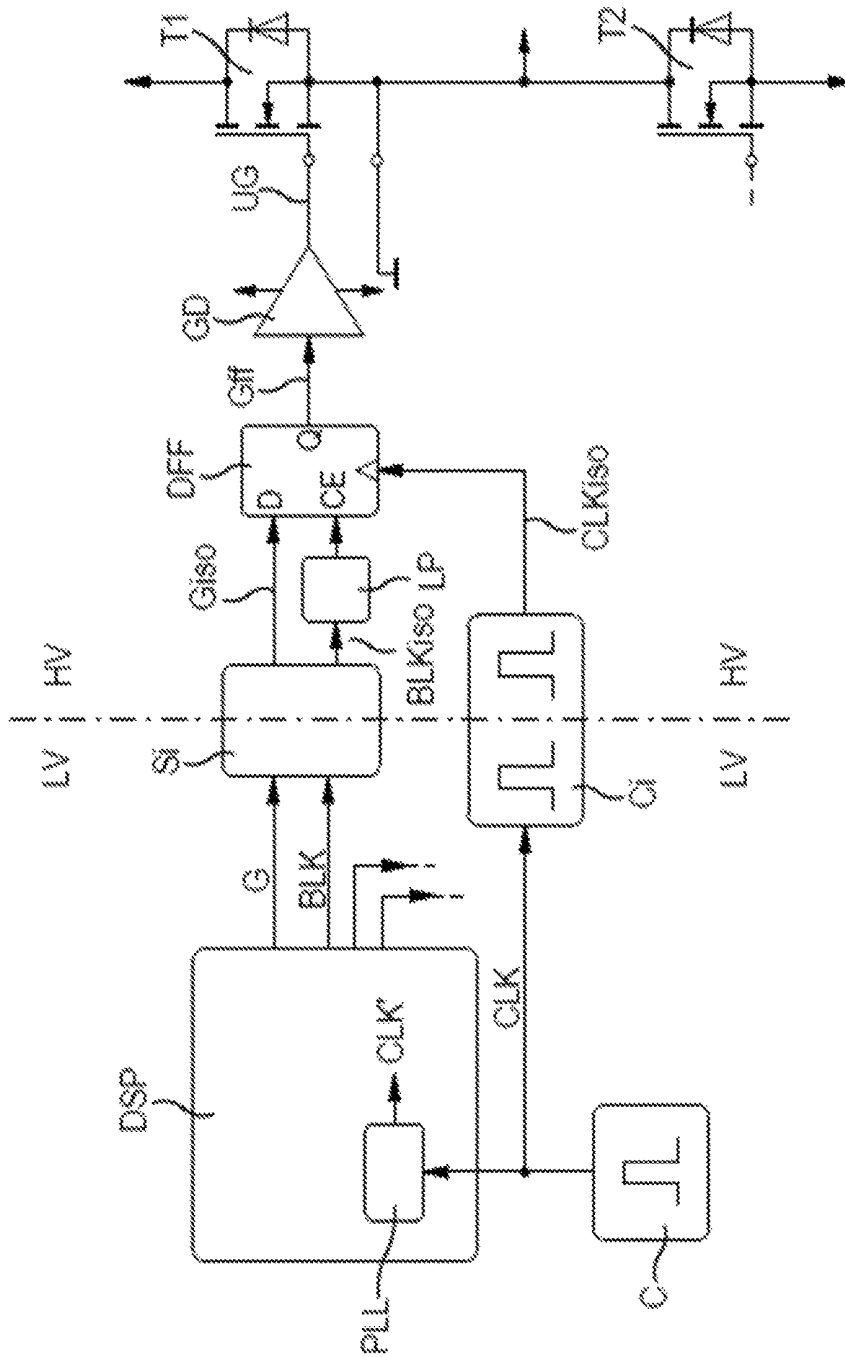 DSP
PLL
CLK'
C
CLK
G
BLK
LV
HV
Si
Giso
BLKiso
LP
DFF
D
CE
Q
Gff
GD
UG
T1
T2
Ci
CLKiso
LV
HV